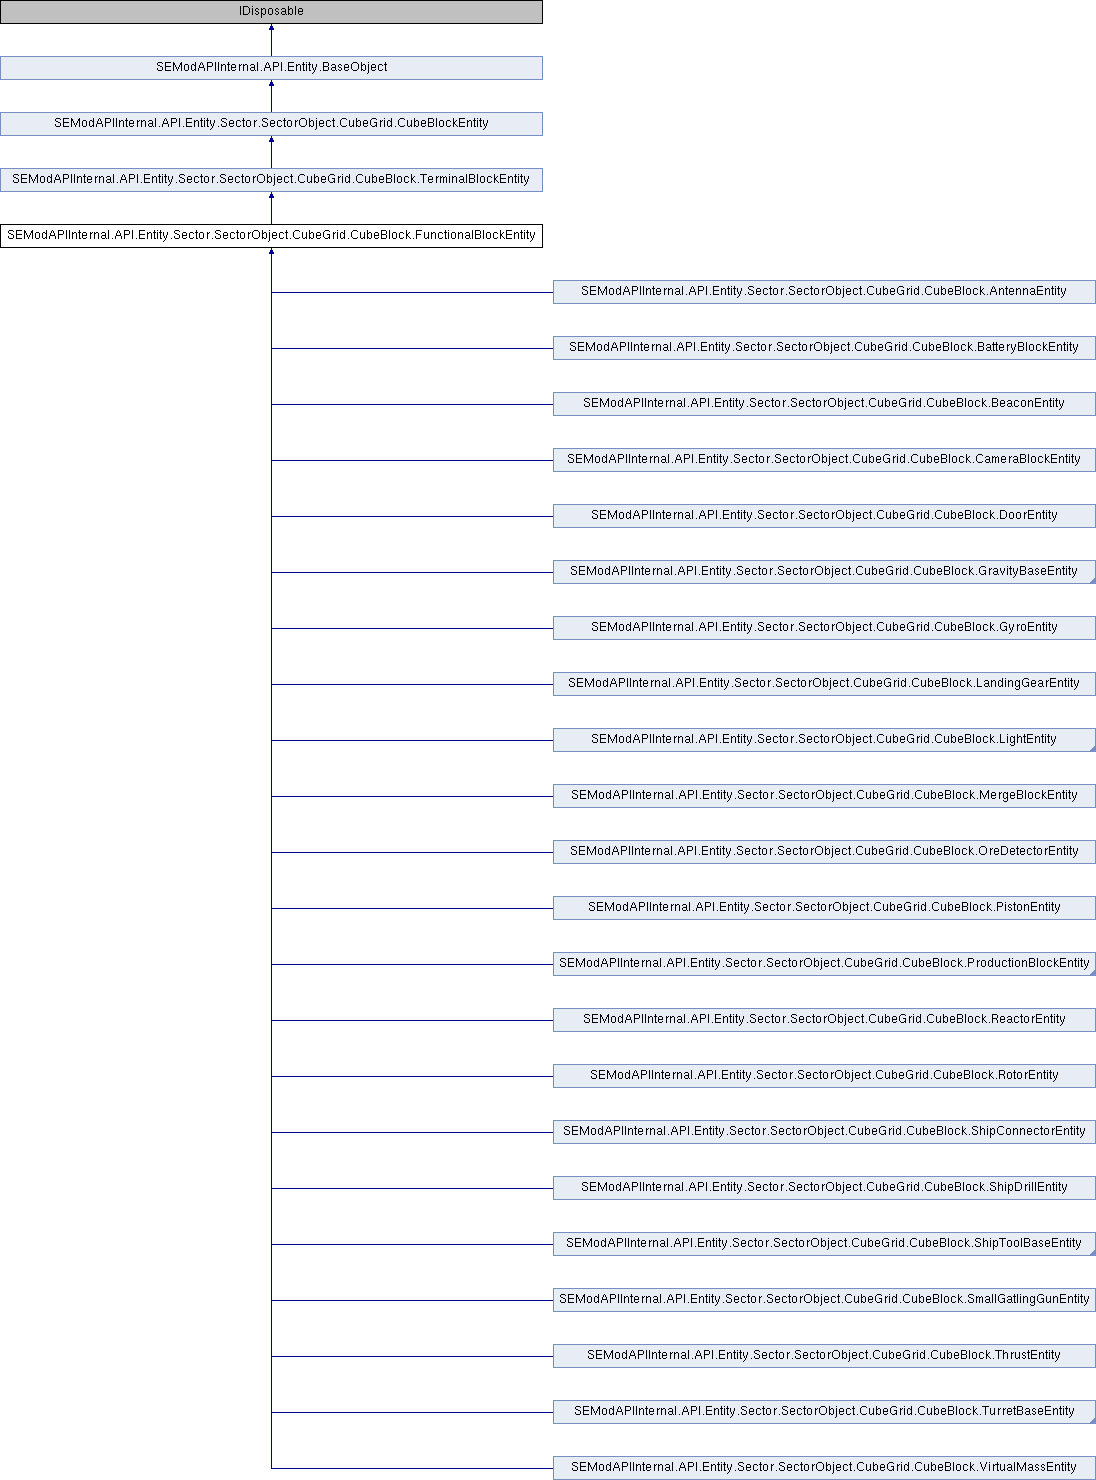 IDisposable
SEModAPIInternal.API.Entity.BaseObject
SEModAPIInternal.API.Entity.Sector.SectorObject.CubeGrid.CubeBlockEntity
SEModAPIInternal.API.Entity.Sector.SectorObject.CubeGrid.CubeBlock.TerminalBlockEntity
SEModAPIInternal.API.Entity.Sector.SectorObject.CubeGrid.CubeBlock.FunctionalBlockEntity
SEModAPIInternal.API.Entity.Sector.SectorObject.CubeGrid.CubeBlock.AntennaEntity
SEModAPIInternal.API.Entity.Sector.SectorObject.CubeGrid.CubeBlock.BatteryBlockEntity
SEModAPIInternal.API.Entity.Sector.SectorObject.CubeGrid.CubeBlock.BeaconEntity
SEModAPIInternal.API.Entity.Sector.SectorObject.CubeGrid.CubeBlock.CameraBlockEntity
SEModAPIInternal.API.Entity.Sector.SectorObject.CubeGrid.CubeBlock.DoorEntity
SEModAPIInternal.API.Entity.Sector.SectorObject.CubeGrid.CubeBlock.GravityBaseEntity
SEModAPIInternal.API.Entity.Sector.SectorObject.CubeGrid.CubeBlock.GyroEntity
SEModAPIInternal.API.Entity.Sector.SectorObject.CubeGrid.CubeBlock.LandingGearEntity
SEModAPIInternal.API.Entity.Sector.SectorObject.CubeGrid.CubeBlock.LightEntity
SEModAPIInternal.API.Entity.Sector.SectorObject.CubeGrid.CubeBlock.MergeBlockEntity
SEModAPIInternal.API.Entity.Sector.SectorObject.CubeGrid.CubeBlock.OreDetectorEntity
SEModAPIInternal.API.Entity.Sector.SectorObject.CubeGrid.CubeBlock.PistonEntity
SEModAPIInternal.API.Entity.Sector.SectorObject.CubeGrid.CubeBlock.ProductionBlockEntity
SEModAPIInternal.API.Entity.Sector.SectorObject.CubeGrid.CubeBlock.ReactorEntity
SEModAPIInternal.API.Entity.Sector.SectorObject.CubeGrid.CubeBlock.RotorEntity
SEModAPIInternal.API.Entity.Sector.SectorObject.CubeGrid.CubeBlock.ShipConnectorEntity
SEModAPIInternal.API.Entity.Sector.SectorObject.CubeGrid.CubeBlock.ShipDrillEntity
SEModAPIInternal.API.Entity.Sector.SectorObject.CubeGrid.CubeBlock.ShipToolBaseEntity
SEModAPIInternal.API.Entity.Sector.SectorObject.CubeGrid.CubeBlock.SmallGatlingGunEntity
SEModAPIInternal.API.Entity.Sector.SectorObject.CubeGrid.CubeBlock.ThrustEntity
SEModAPIInternal.API.Entity.Sector.SectorObject.CubeGrid.CubeBlock.TurretBaseEntity
SEModAPIInternal.API.Entity.Sector.SectorObject.CubeGrid.CubeBlock.VirtualMassEntity